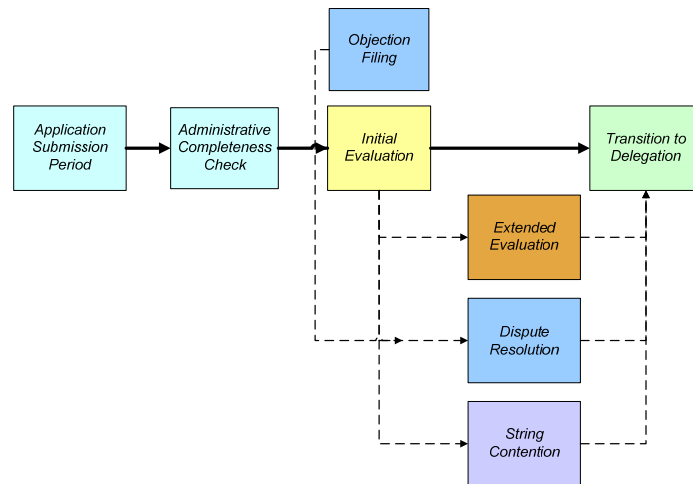 Objection
Filing
Application
Submission
Period
Administrative
Completeness
Check
Initial
Evaluation
Transition to
Delegation
Extended
Evaluation
Dispute
Resolution
String
Contention